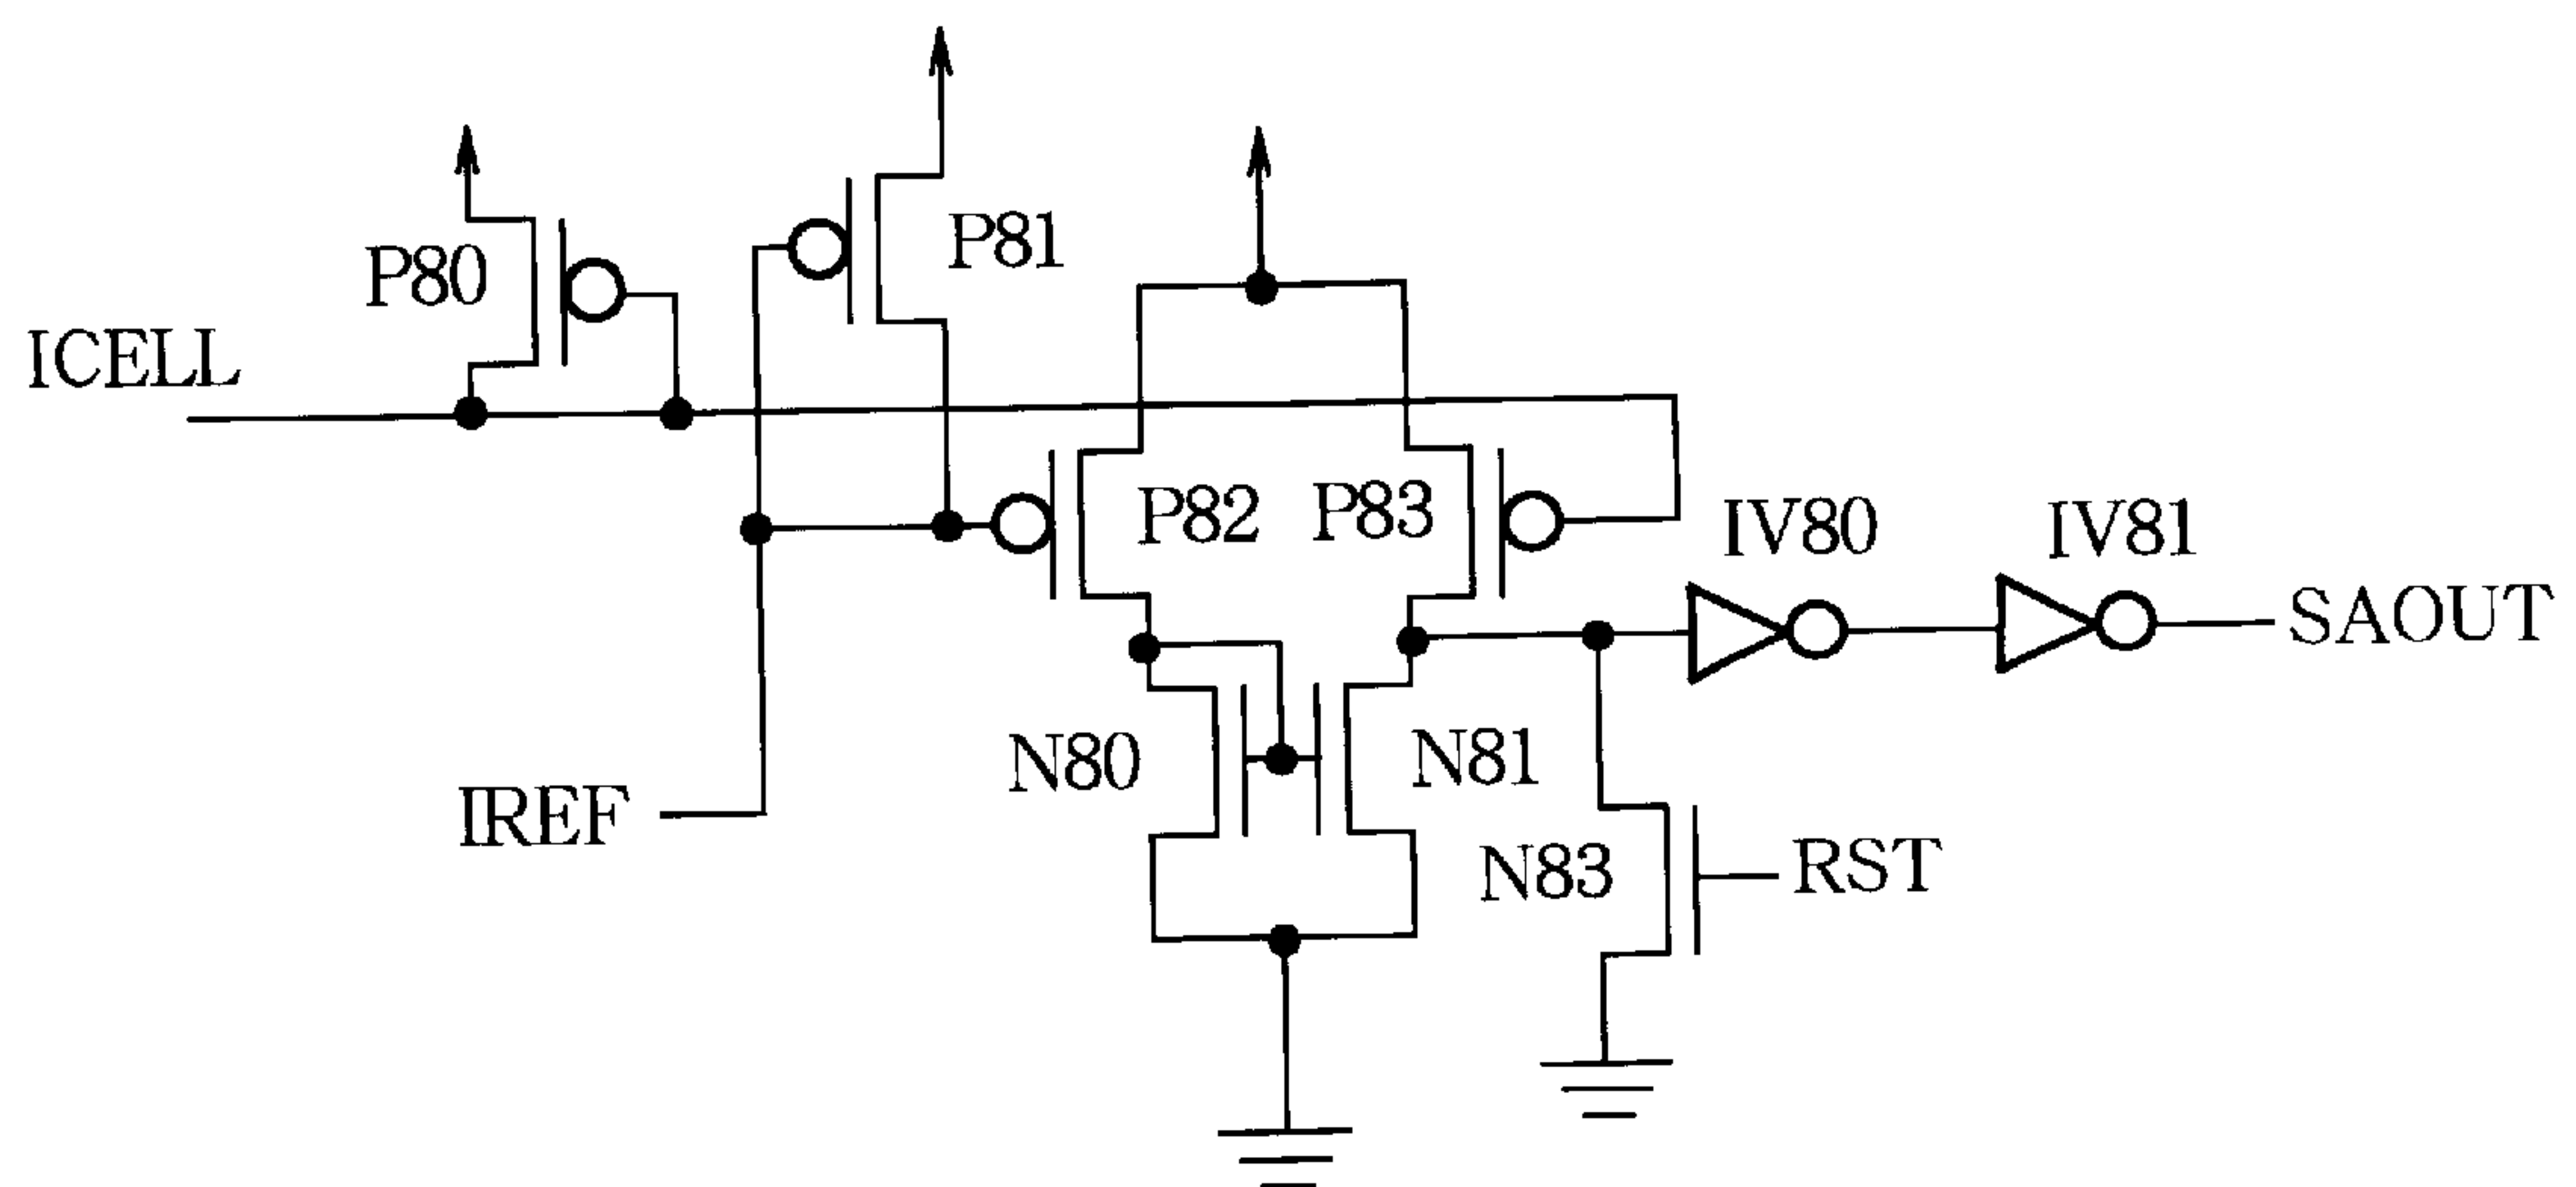 P80
P81
ICELL
P82
P83
IV80
IV81
SAOUT
N80
N81
IREF
N83
RST